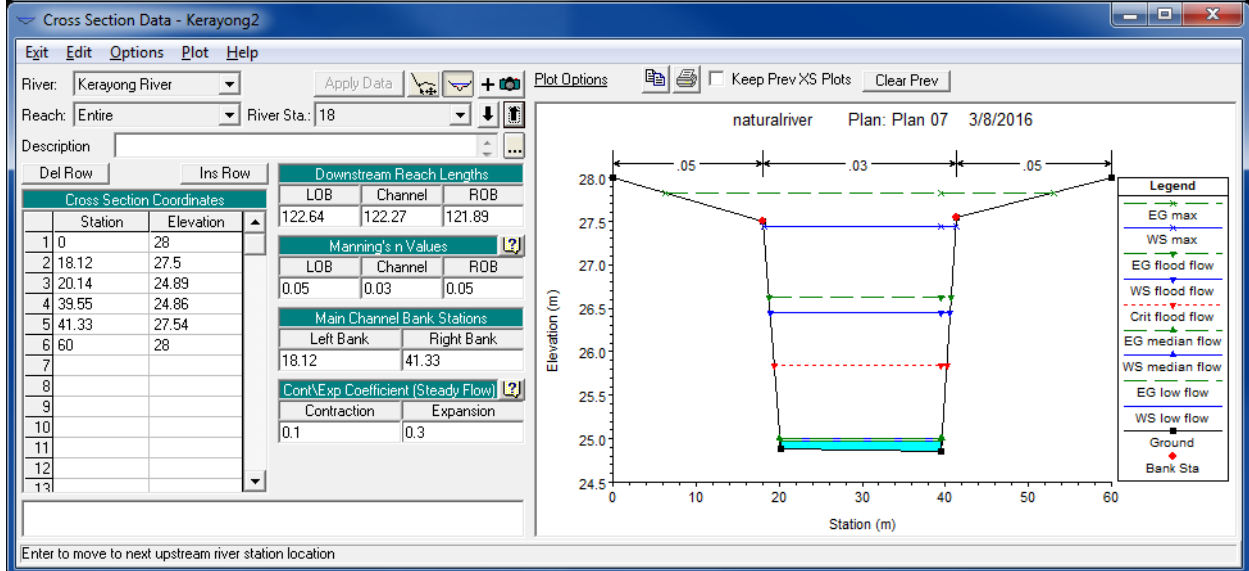 Cross Section Data - Kerayong2
Exit Edit Options Plot Help
River: Kerayong River Apply Data + Plot Options Keep Prev XS Plots Clear Prev
Reach: Entire River Sta.: 18
Description ...
Del Row Ins Row
Cross Section Coordinates
Station Elevation
1 0 28
2 18.12 27.5
3 20.14 24.89
4 39.55 24.86
5 41.33 27.54
6 60 28
7
8
9
10
11
12
13
Downstream Reach Lengths
LOB Channel ROB
122.64 122.27 121.89
Manning's n Values ?
LOB Channel ROB
0.05 0.03 0.05
Main Channel Bank Stations
Left Bank Right Bank
18.12 41.33
Cont\Exp Coefficient (Steady Flow) ?
Contraction Expansion
0.1 0.3
naturalriver Plan: Plan 07 3/8/2016
.05 .03 .05
28.0
27.5
27.0
26.5
26.0
25.5
25.0
24.5
Elevation (m)
0 10 20 30 40 50 60
Station (m)
Legend
EG max
WS max
EG flood flow
WS flood flow
Crit flood flow
EG median flow
WS median flow
EG low flow
WS low flow
Ground
Bank Sta
Enter to move to next upstream river station location